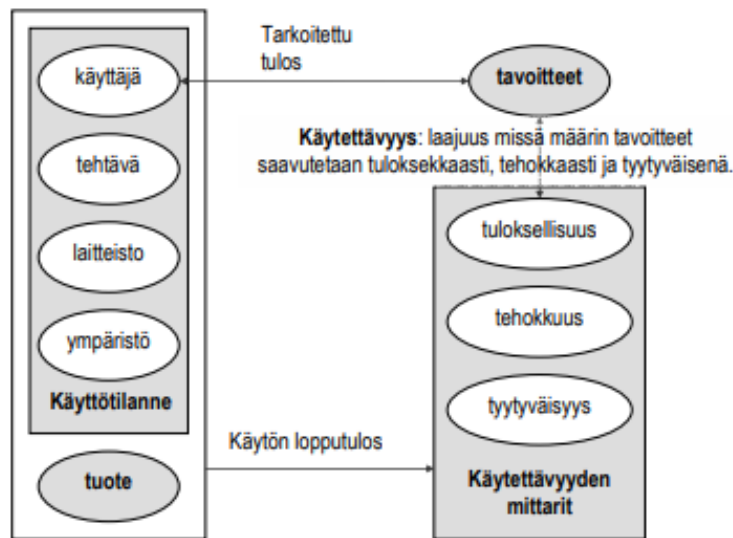 käyttäjä
tehtävä
laitteisto
ympäristö
Käyttötilanne
tuote
Tarkoitettu
tulos
tavoitteet
Käytettävyys: laajuus missä määrin tavoitteet
saavutetaan tuloksekkaasti, tehokkaasti ja tyytyväisenä.
tuloksellisuus
tehokkuus
tyytyväisyys
Käytettävyyden
mittarit
Käytön lopputulos